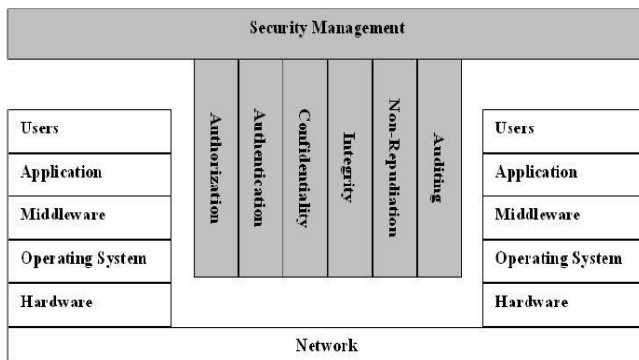 Security Management
Authorization
Authentication
Confidentiality
Integrity
Non-Repudiation
Auditing
Users
Application
Middleware
Operating System
Hardware
Users
Application
Middleware
Operating System
Hardware
Network